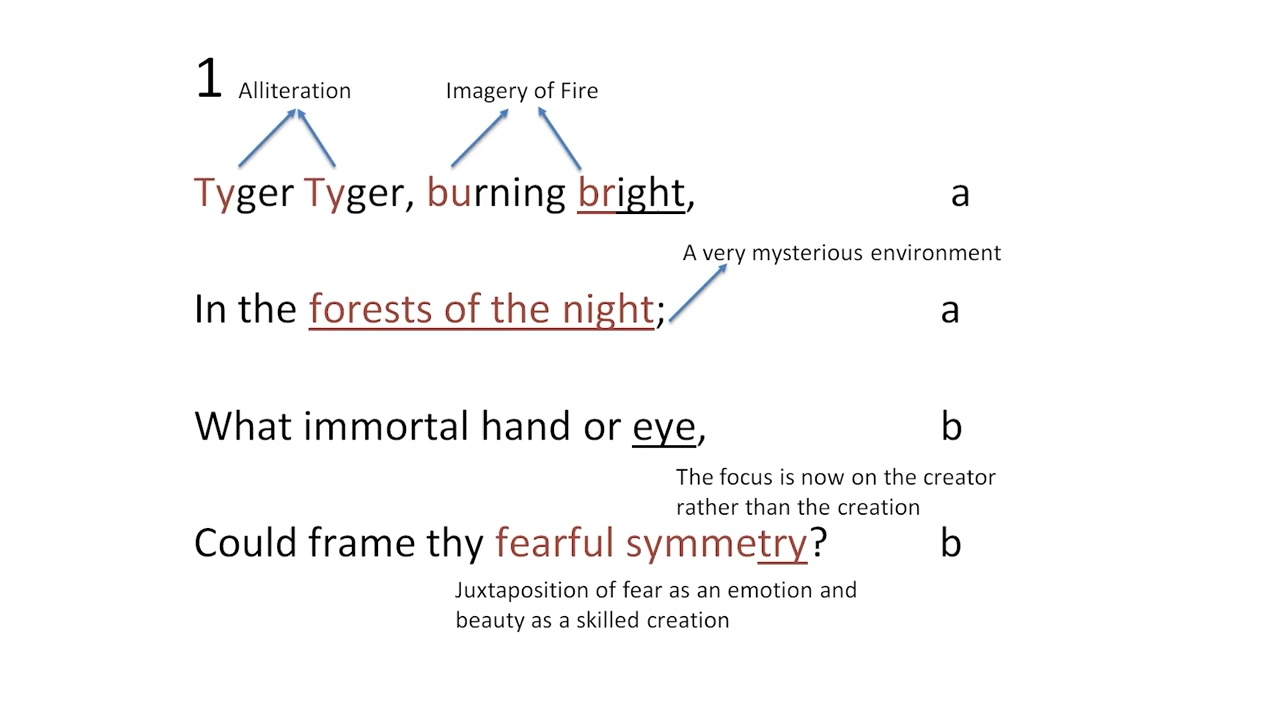 1 Alliteration Imagery of Fire
Tyger Tyger, burning bright, a
A very mysterious environment
In the forests of the night; a
What immortal hand or eye, b
The focus is now on the creator
rather than the creation
Could frame thy fearful symmetry? b
Juxtaposition of fear as an emotion and
beauty as a skilled creation